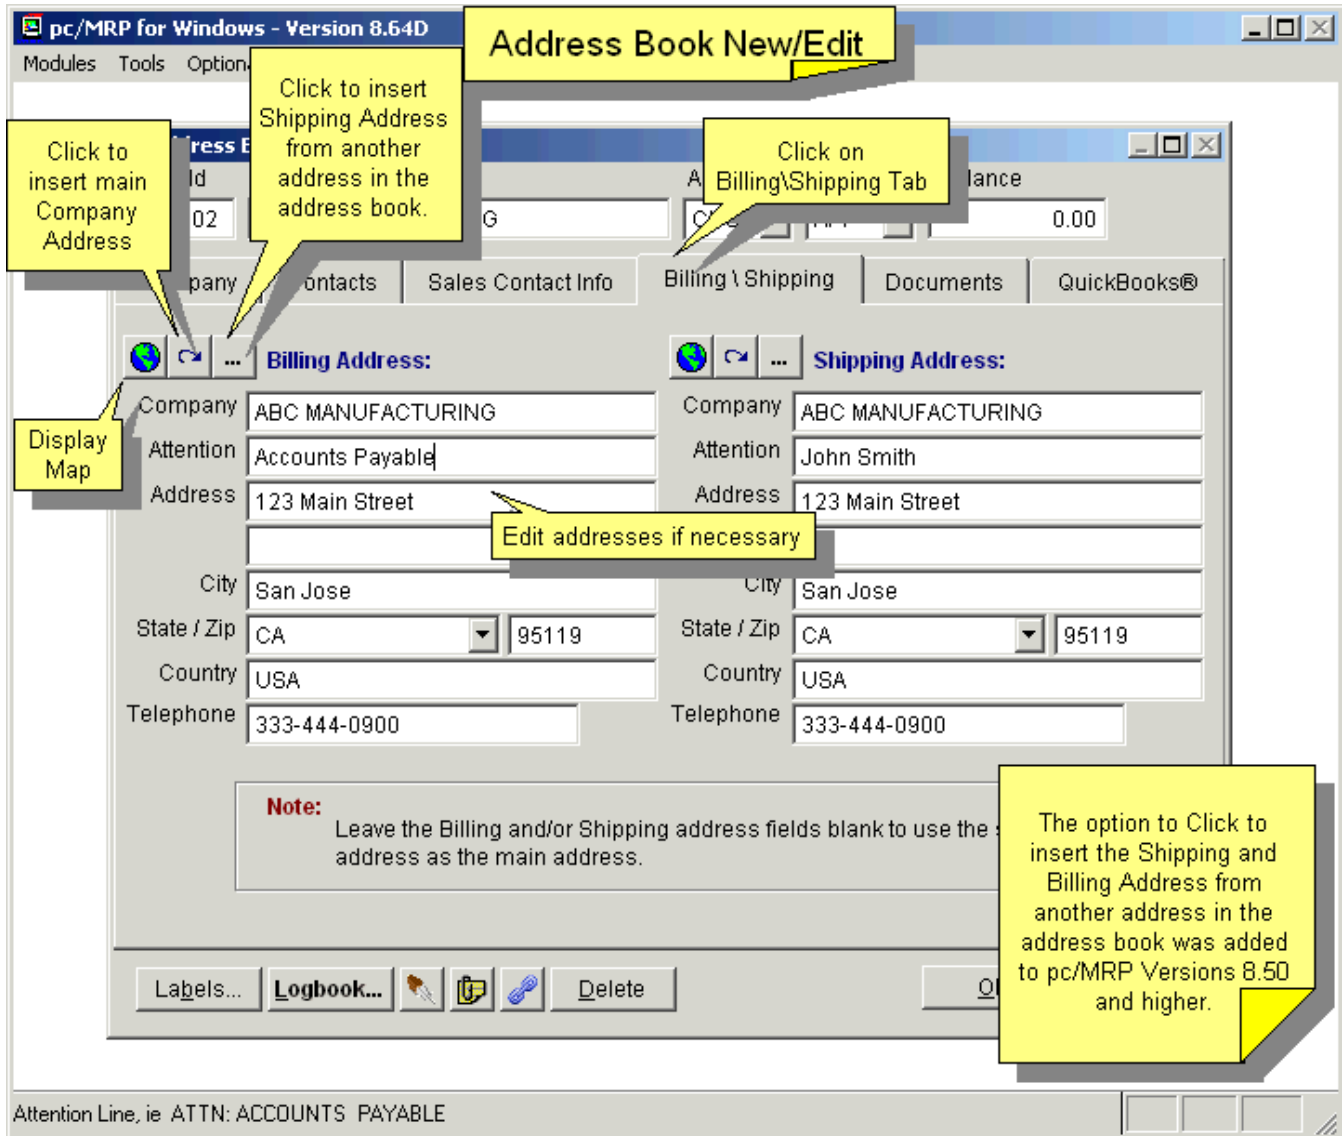 pc/MRP for Windows - Version 8.64D
Address Book New/Edit
Modules Tools Option
Click to insert
Shipping Address
from another
address in the
address book.
Click to
insert main
Company
Address
Click on
Billing\Shipping Tab
ress
Id
02
G
lance
0.00
pany
ontacts
Sales Contact Info
Billing \ Shipping
Documents
QuickBooks®
... Billing Address:
... Shipping Address:
Display
Map
Company ABC MANUFACTURING
Attention Accounts Payable
Address 123 Main Street
City San Jose
State / Zip CA 95119
Country USA
Telephone 333-444-0900
Company ABC MANUFACTURING
Attention John Smith
Address 123 Main Street
City San Jose
State / Zip CA 95119
Country USA
Telephone 333-444-0900
Edit addresses if necessary
Note:
Leave the Billing and/or Shipping address fields blank to use the
address as the main address.
The option to Click to
insert the Shipping and
Billing Address from
another address in the
address book was added
to pc/MRP Versions 8.50
and higher.
Labels... Logbook... Delete
Attention Line, ie ATTN: ACCOUNTS PAYABLE